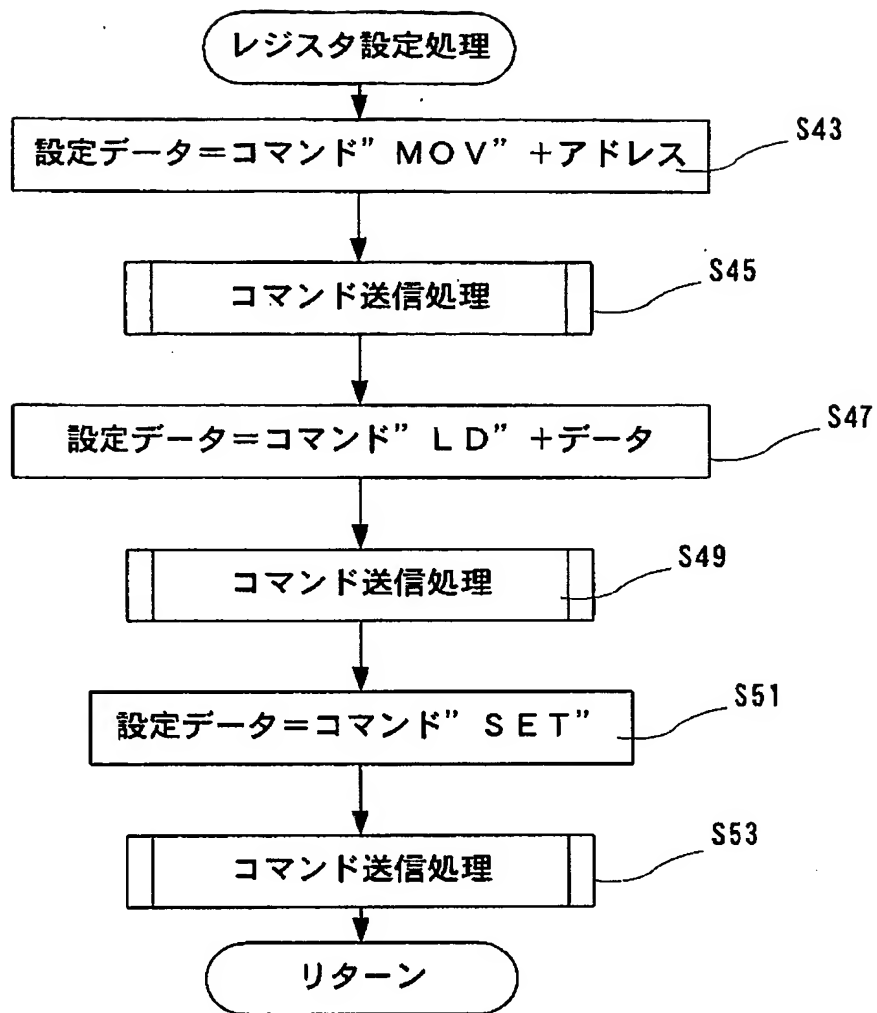 レジスタ設定処理
設定データ＝コマンド”ＭＯＶ”＋アドレス
S43
コマンド送信処理
S45
設定データ＝コマンド”ＬＤ”＋データ
S47
コマンド送信処理
S49
設定データ＝コマンド”ＳＥＴ”
S51
コマンド送信処理
S53
リターン